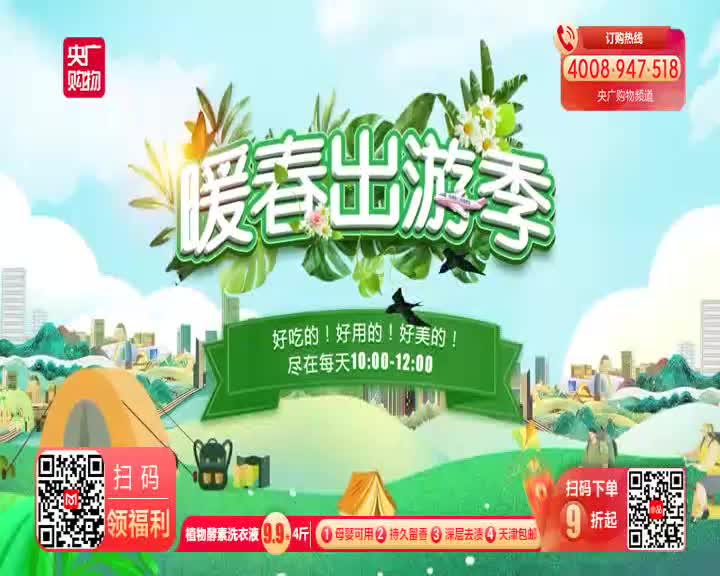 央广
购物
订购热线
4008·947·518
央广购物频道
暖春出游季
好吃的！好用的！好美的！
尽在每天10:00-12:00
扫码
领福利
植物酵素洗衣液 9.9元 4斤
①母婴可用②持久留香③深层去渍④天津包邮
扫码下单
9折起